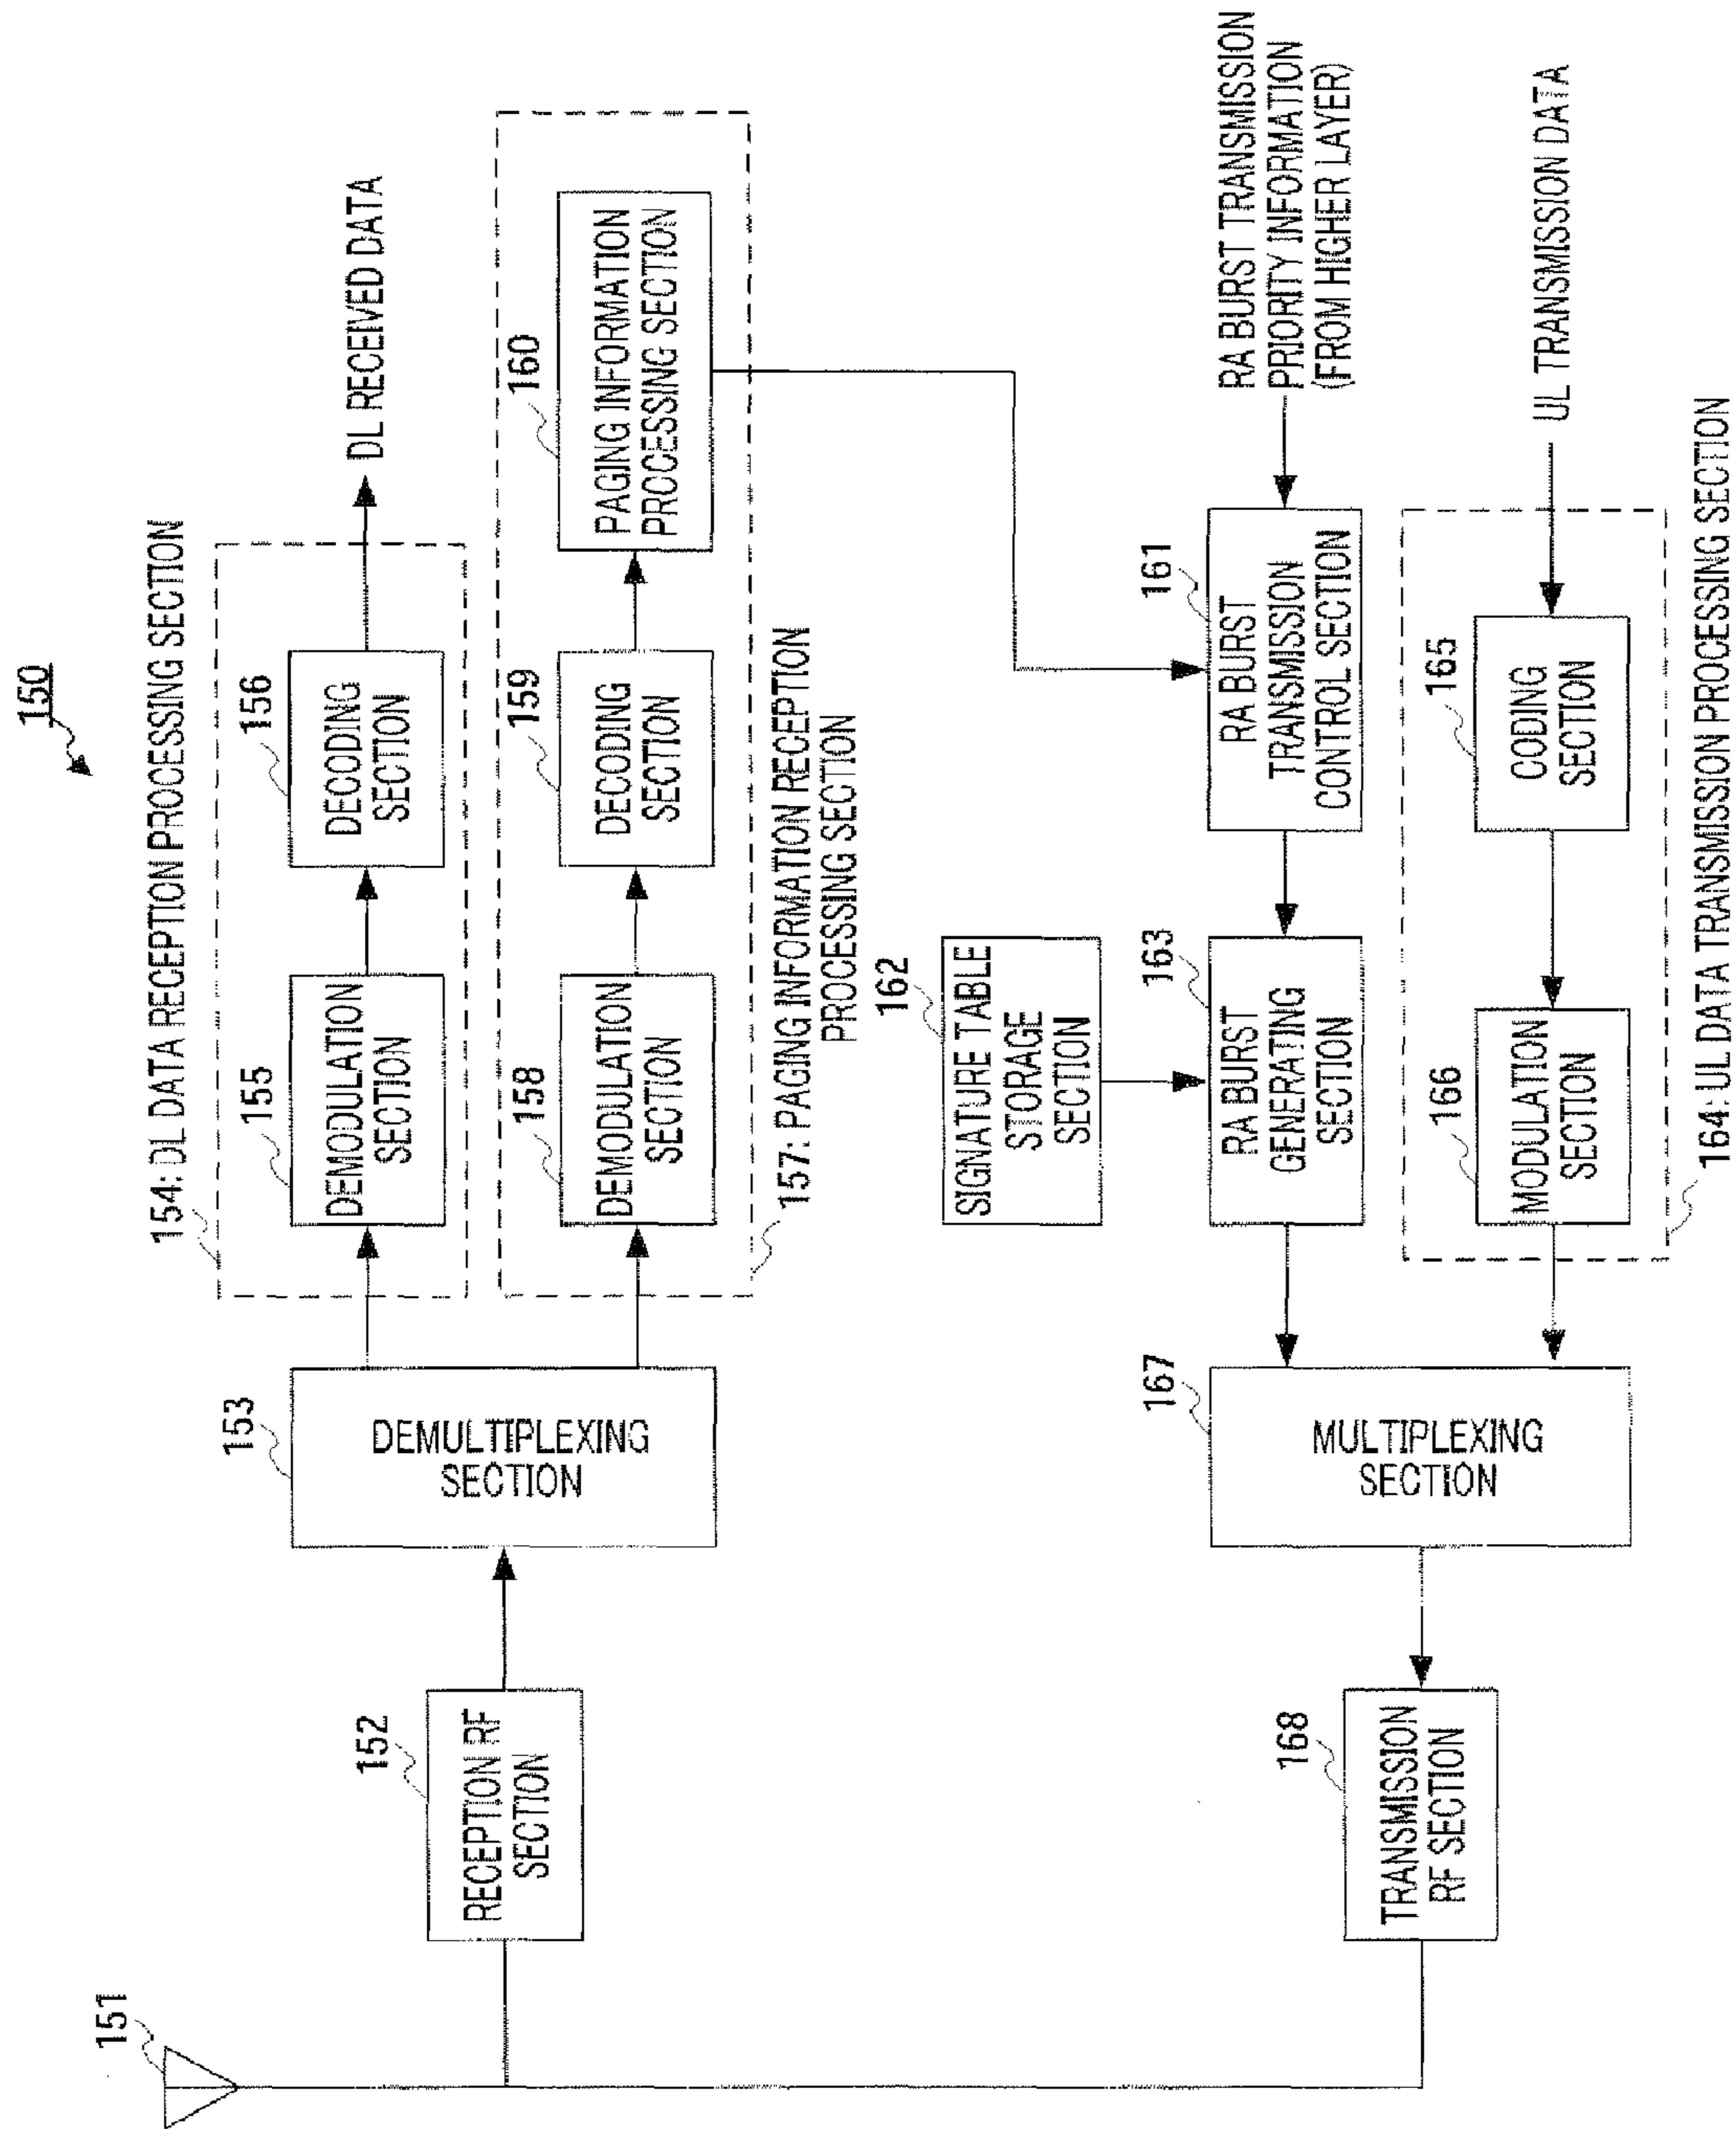 150
154: DL DATA RECEPTION PROCESSING SECTION
151
152
RECEPTION RF
SECTION
153
DEMULTIPLEXING
SECTION
155
DEMODULATION
SECTION
156
DECODING
SECTION
DL RECEIVED DATA
158
DEMODULATION
SECTION
159
DECODING
SECTION
160
PAGING INFORMATION
PROCESSING SECTION
157: PAGING INFORMATION RECEPTION
PROCESSING SECTION
162
SIGNATURE TABLE
STORAGE
SECTION
168
TRANSMISSION
RF SECTION
167
MULTIPLEXING
SECTION
163
RA BURST
GENERATING
SECTION
161
RA BURST
TRANSMISSION
CONTROL SECTION
RA BURST TRANSMISSION
PRIORITY INFORMATION
(FROM HIGHER LAYER)
166
MODULATION
SECTION
165
CODING
SECTION
UL TRANSMISSION DATA
164: UL DATA TRANSMISSION PROCESSING SECTION